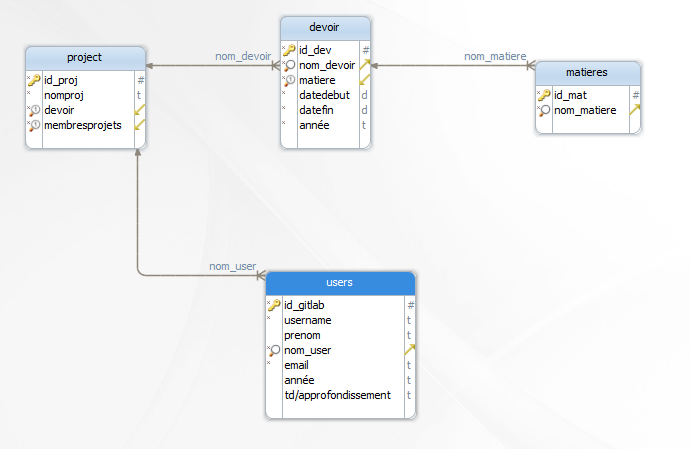 project
id_proj #
nomproj t
devoir
membresprojets
nom_devoir
devoir
id_dev #
nom_devoir
matiere
datedebut d
datefin d
année t
nom_matiere
matieres
id_mat #
nom_matiere
nom_user
users
id_gitlab #
username t
prenom t
nom_user
email t
année t
td/approfondissement t